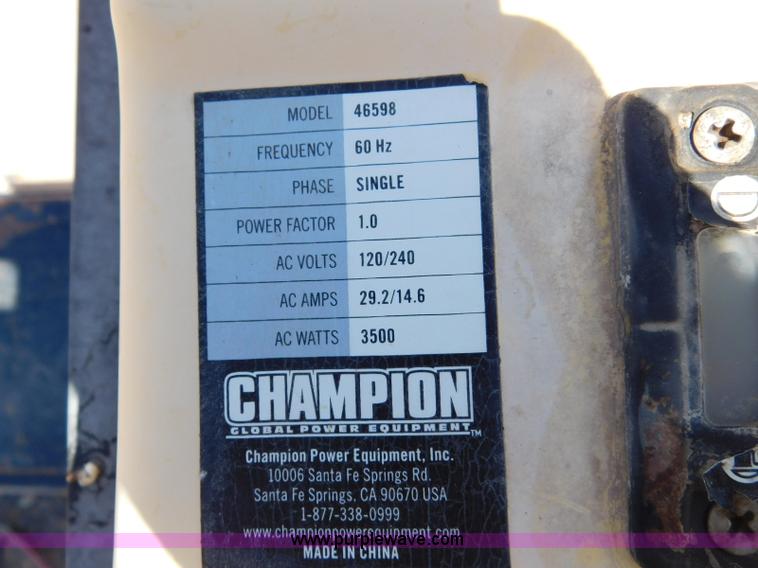 MODEL 46598
FREQUENCY 60 Hz
PHASE SINGLE
POWER FACTOR 1.0
AC VOLTS 120/240
AC AMPS 29.2/14.6
AC WATTS 3500
CHAMPION
GLOBAL POWER EQUIPMENT™
Champion Power Equipment, Inc.
10006 Santa Fe Springs Rd.
Santa Fe Springs, CA 90670 USA
1-877-338-0999
www.championpowerequipment.com
www.purplewave.com
MADE IN CHINA